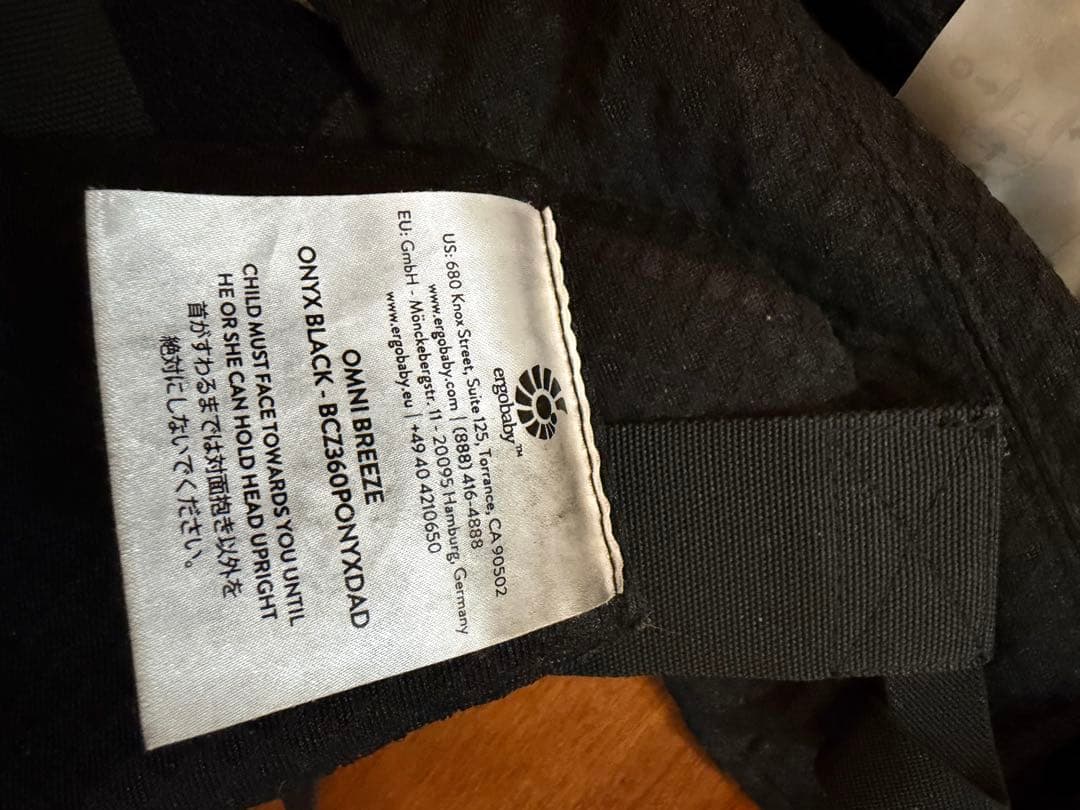 ergobaby™
US: 680 Knox Street, Suite 125, Torrance, CA 90502
www.ergobaby.com | (888) 416-4888
EU: GmbH - Mönckebergstr. 11 - 20095 Hamburg, Germany
www.ergobaby.eu | +49 40 4210650
OMNI BREEZE
ONYX BLACK - BCZ360PONYXDAD
CHILD MUST FACE TOWARDS YOU UNTIL
HE OR SHE CAN HOLD HEAD UPRIGHT
首がすわるまでは対面抱き以外を
絶対にしないでください。